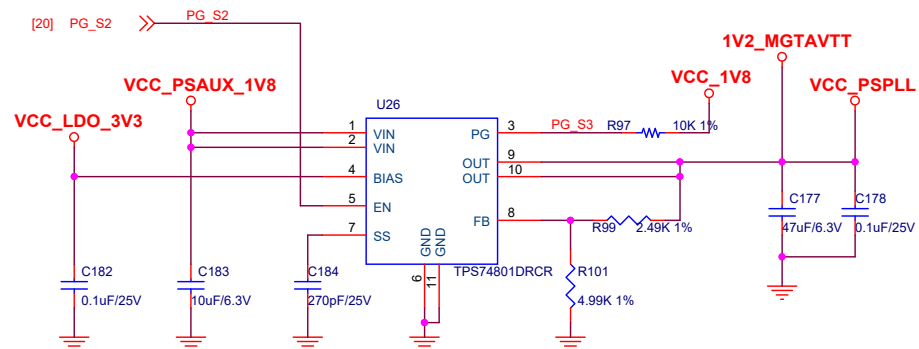 [20] PG_S2
PG_S2
1V2_MGTAVTT
VCC_PSAUX_1V8
VCC_1V8
VCC_PSPLL
VCC_LDO_3V3
U26
1
VIN
2
VIN
4
BIAS
5
EN
7
SS
3
PG
9
OUT
10
OUT
8
FB
GND
GND
6
11
TPS74801DRCR
PG_S3
R97
10K 1%
R99
2.49K 1%
R101
4.99K 1%
C177
47uF/6.3V
C178
0.1uF/25V
C182
0.1uF/25V
C183
10uF/6.3V
C184
270pF/25V